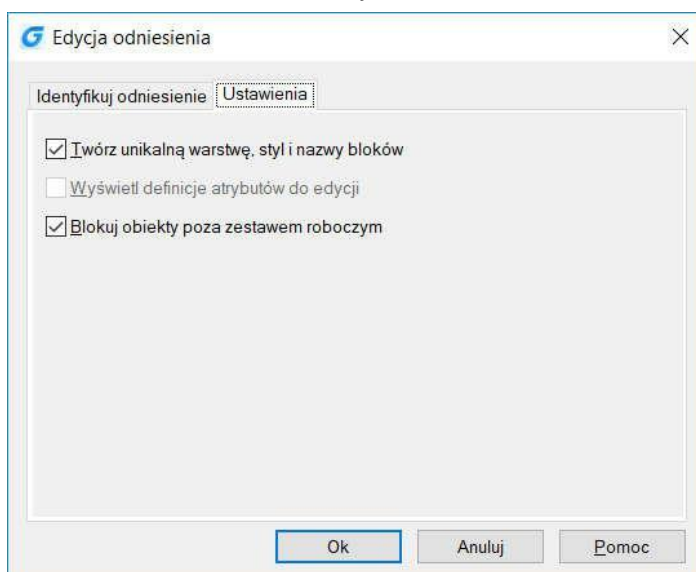 Edycja odniesienia
Identyfikuj odniesienie Ustawienia
Twórz unikalną warstwę, styl i nazwy bloków
Wyświetl definicje atrybutów do edycji
Blokuj obiekty poza zestawem roboczym
Ok Anuluj Pomoc